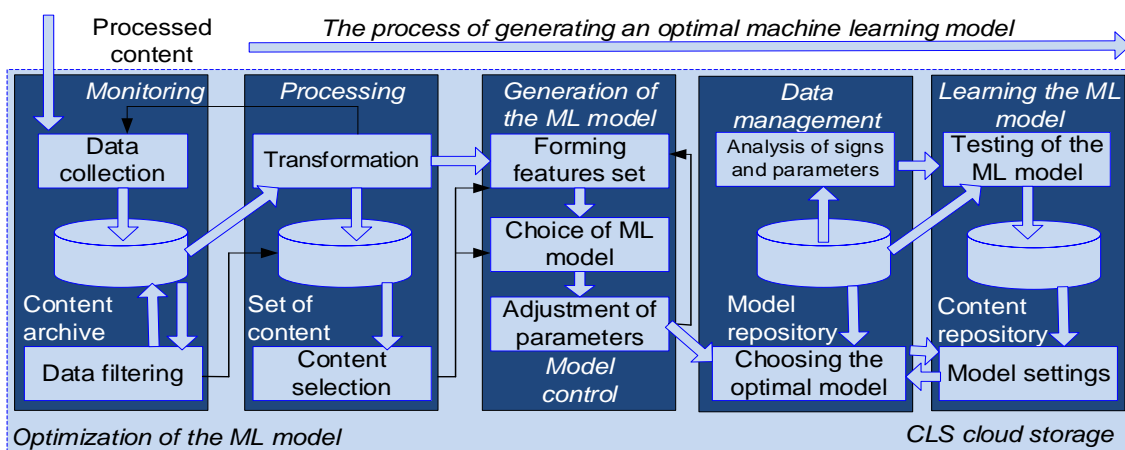 Processed
content
The process of generating an optimal machine learning model
Monitoring
Data
collection
Content
archive
Data filtering
Processing
Transformation
Set of
content
Content
selection
Generation of
the ML model
Forming
features set
Choice of ML
model
Adjustment of
parameters
Model
control
Data
management
Analysis of signs
and parameters
Model
repository
Choosing the
optimal model
Learning the ML
model
Testing of the
ML model
Content
repository
Model settings
Optimization of the ML model
CLS cloud storage